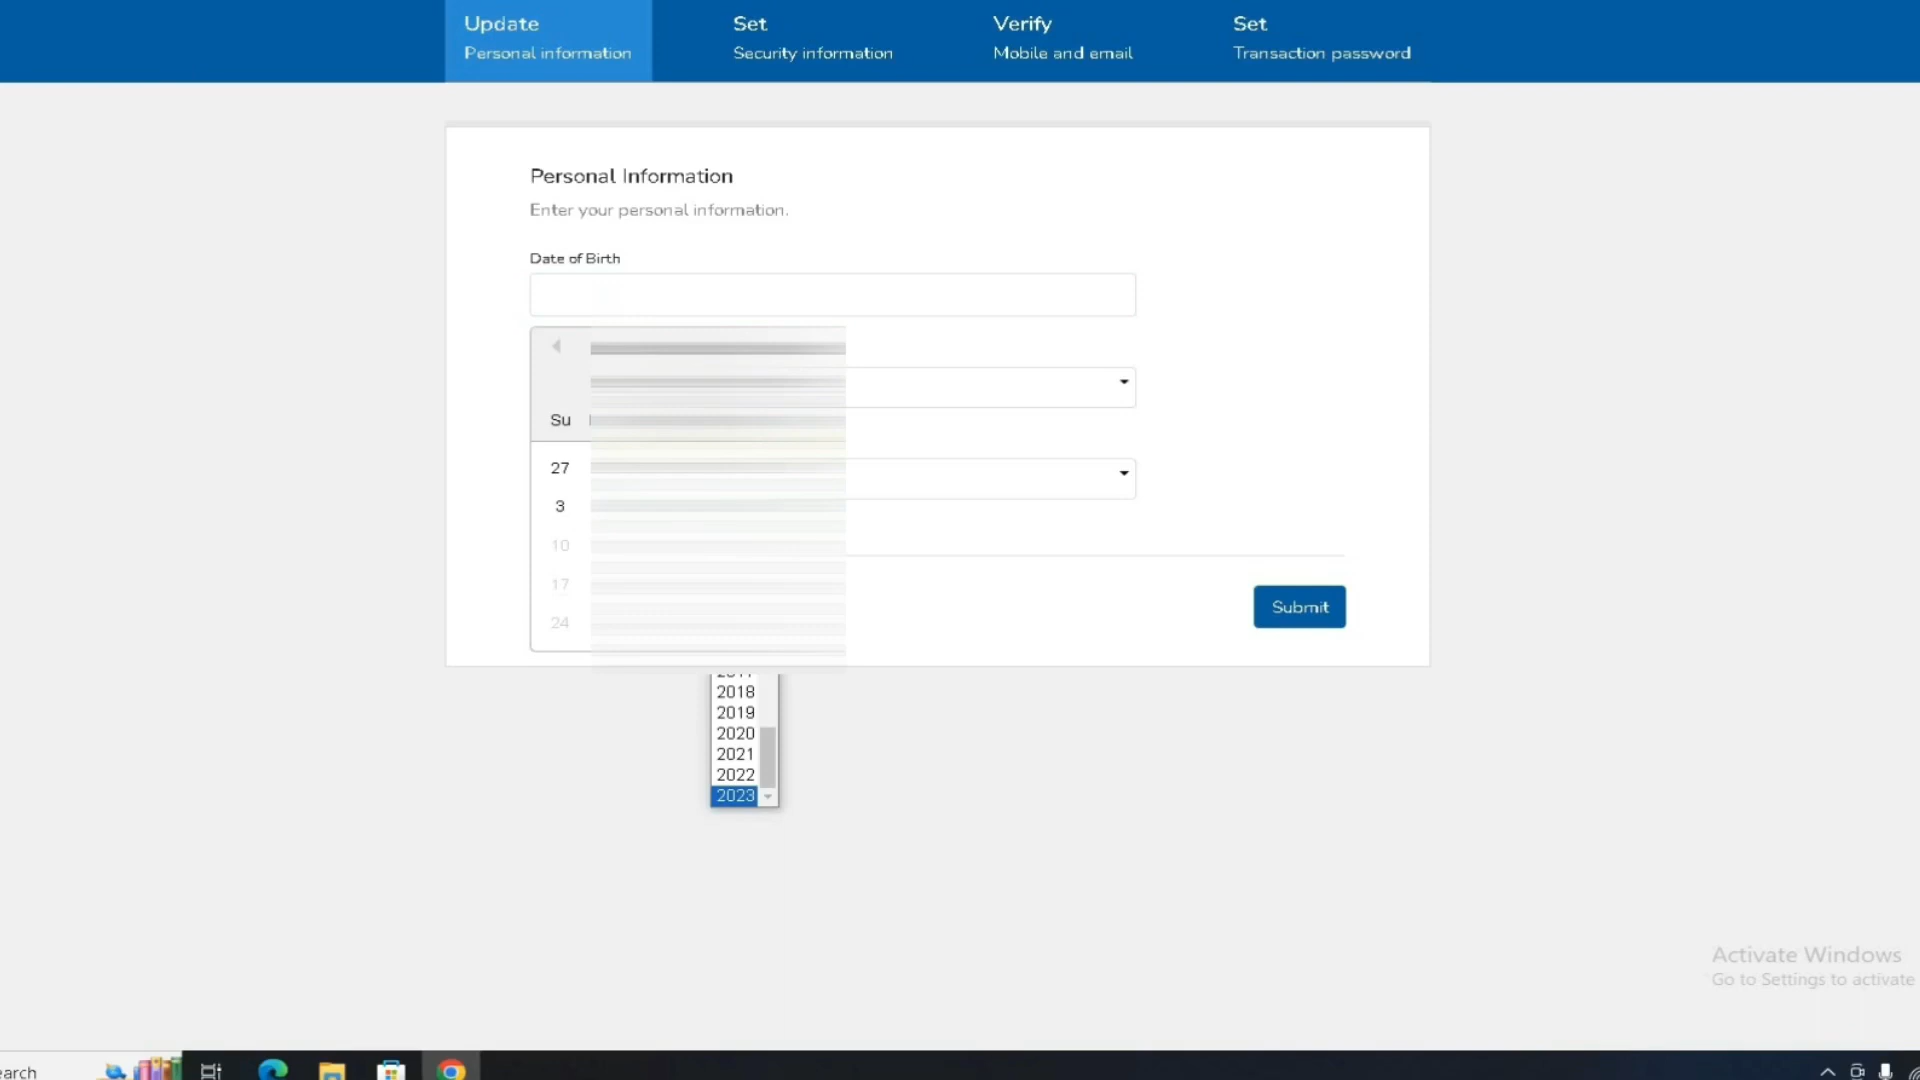 Update
Personal information
Set
Security information
Verify
Mobile and email
Set
Transaction password
Personal Information
Enter your personal information.
Date of Birth
Su
27
3
10
17
24
Submit
2018
2019
2020
2021
2022
2023
Activate Windows
Go to Settings to activate